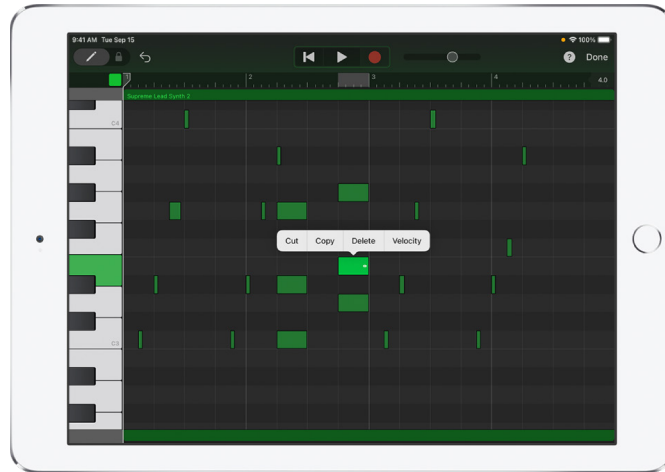 9:41 AM Tue Sep 15
100%
? Done
1 2 3 4 4.0
Supreme Lead Synth 2
C4
Cut Copy Delete Velocity
C3